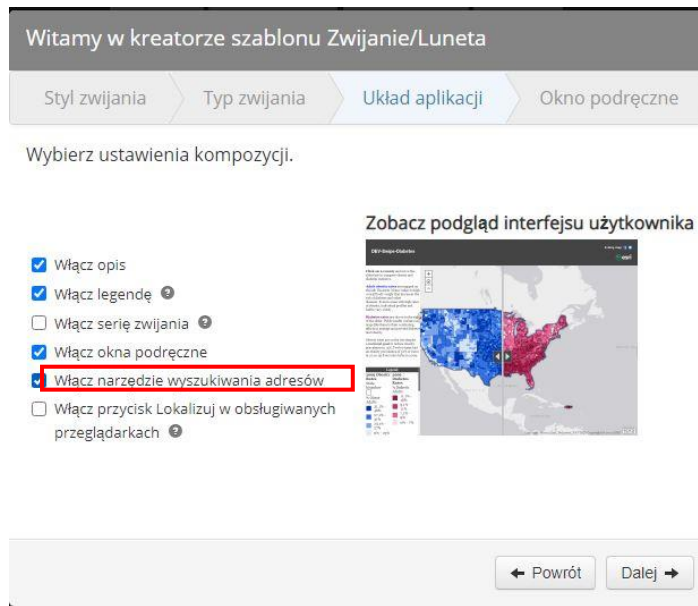 Witamy w kreatorze szablonu Zwijanie/Luneta
Styl zwijania
Typ zwijania
Układ aplikacji
Okno podręczne
Wybierz ustawienia kompozycji.
Zobacz podgląd interfejsu użytkownika
Włącz opis
Włącz legendę
Włącz serię zwijania
Włącz okna podręczne
Włącz narzędzie wyszukiwania adresów
Włącz przycisk Lokalizuj w obsługiwanych
przeglądarkach
esri
Powrót
Dalej